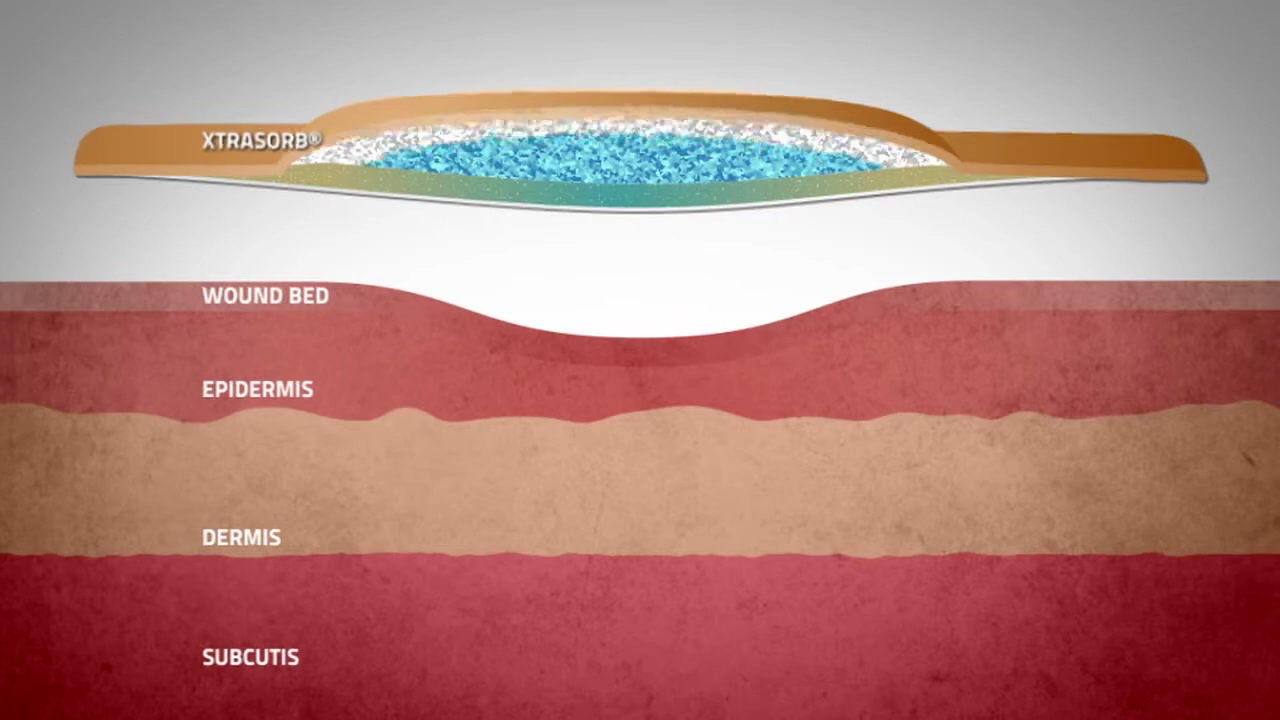 XTRASORB®
WOUND BED
EPIDERMIS
DERMIS
SUBCUTIS